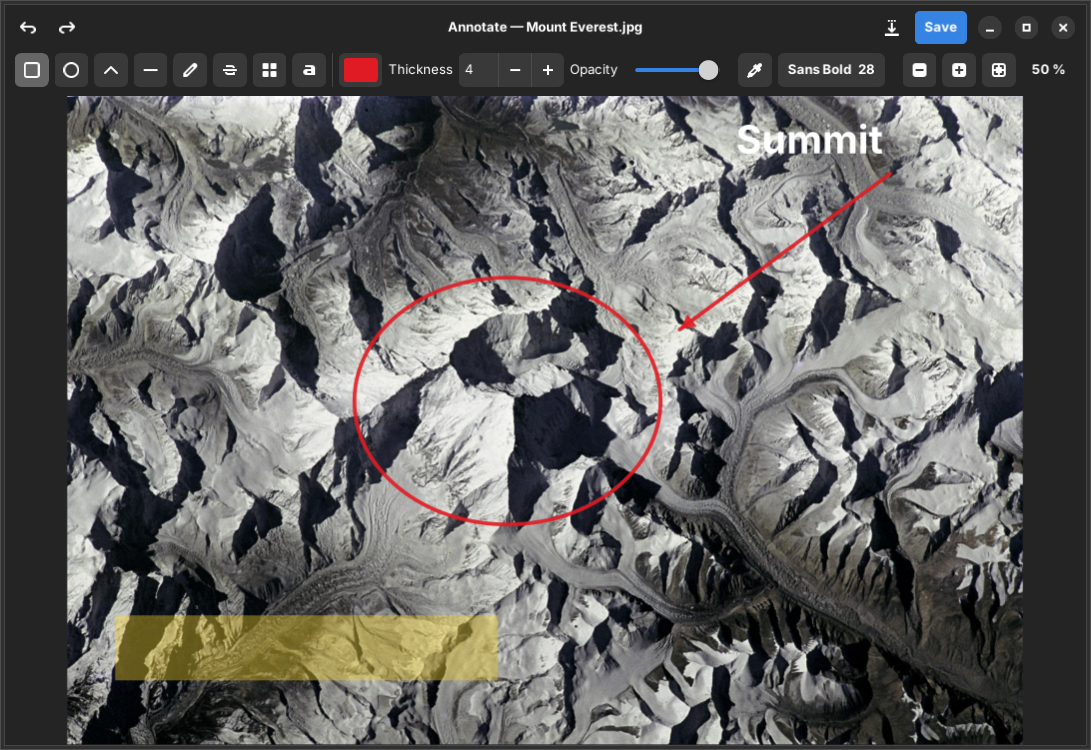 Annotate — Mount Everest.jpg
Save
a
Thickness 4
Opacity
Sans Bold 28
50 %
Summit